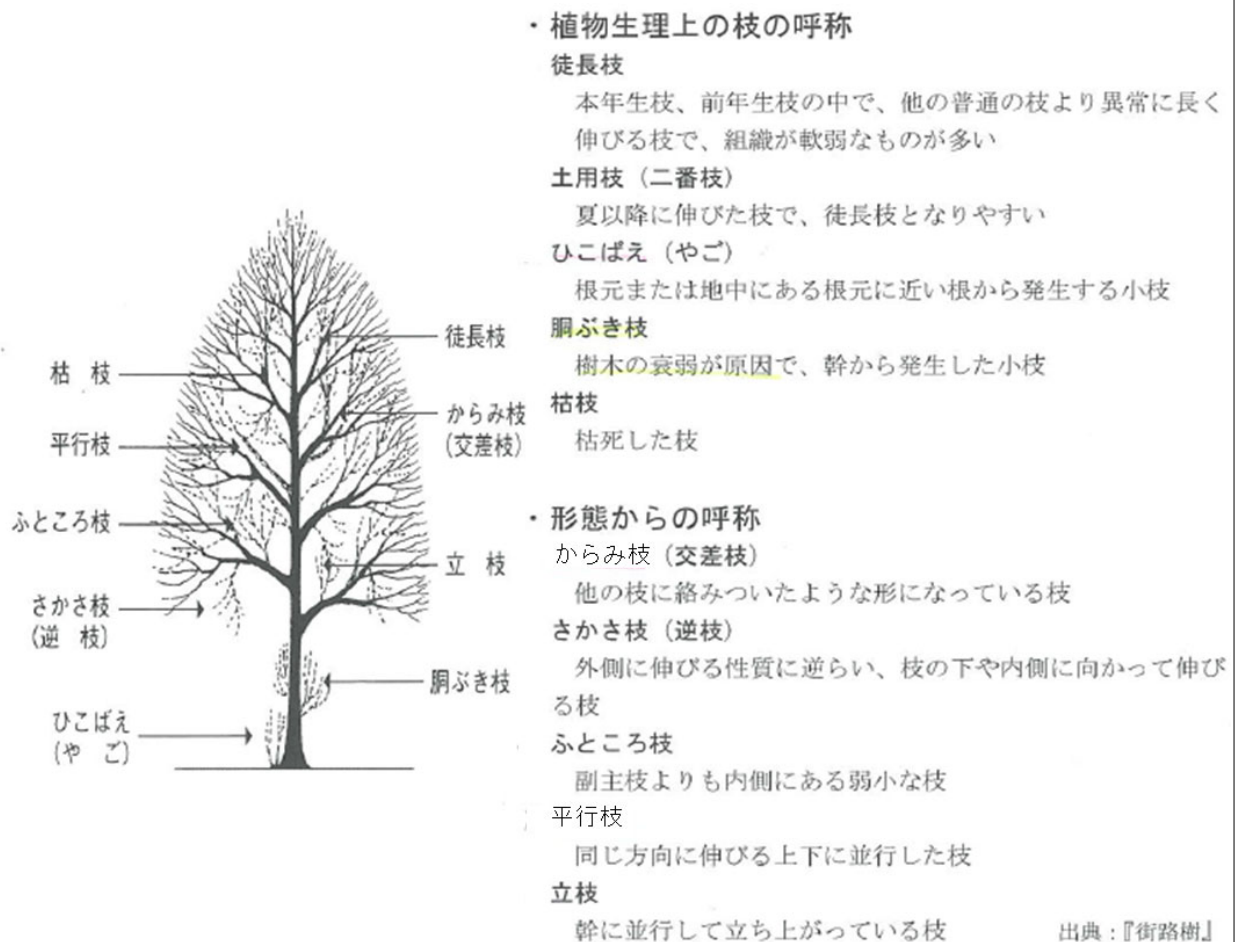 徒長枝
枯 枝
からみ枝
(交差枝)
平行枝
ふところ枝
立 枝
さかさ枝
(逆 枝)
胴ぶき枝
ひこばえ
(や ご)
・植物生理上の枝の呼称
徒長枝
本年生枝、前年生枝の中で、他の普通の枝より異常に長く
伸びる枝で、組織が軟弱なものが多い
土用枝（二番枝）
夏以降に伸びた枝で、徒長枝となりやすい
ひこばえ（やご）
根元または地中にある根元に近い根から発生する小枝
胴ぶき枝
樹木の衰弱が原因で、幹から発生した小枝
枯枝
枯死した枝
・形態からの呼称
からみ枝（交差枝）
他の枝に絡みついたような形になっている枝
さかさ枝（逆枝）
外側に伸びる性質に逆らい、枝の下や内側に向かって伸び
る枝
ふところ枝
副主枝よりも内側にある弱小な枝
平行枝
同じ方向に伸びる上下に並行した枝
立枝
幹に並行して立ち上がっている枝
出典：『街路樹』